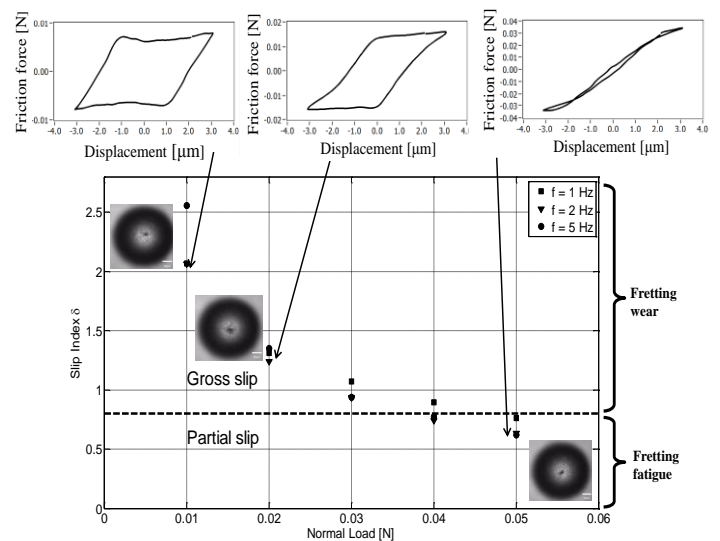 Friction force [N]
0.01
0.00
-0.01
-4.0 -3.0 -2.0 -1.0 0.0 1.0 2.0 3.0 4.0
Displacement [μm]
Friction force [N]
0.02
0.01
0.00
-0.01
-0.02
-4.0 -3.0 -2.0 -1.0 0.0 1.0 2.0 3.0 4.0
Displacement [μm]
Friction force [N]
0.04
0.03
0.02
0.01
0.00
-0.01
-0.02
-0.03
-0.04
-4.0 -3.0 -2.0 -1.0 0.0 1.0 2.0 3.0 4.0
Displacement [μm]
f = 1 Hz
f = 2 Hz
f = 5 Hz
Slip Index δ
2.5
2
1.5
1
0.5
0
Gross slip
Partial slip
Fretting
wear
Fretting
fatigue
0 0.01 0.02 0.03 0.04 0.05 0.06
Normal Load [N]